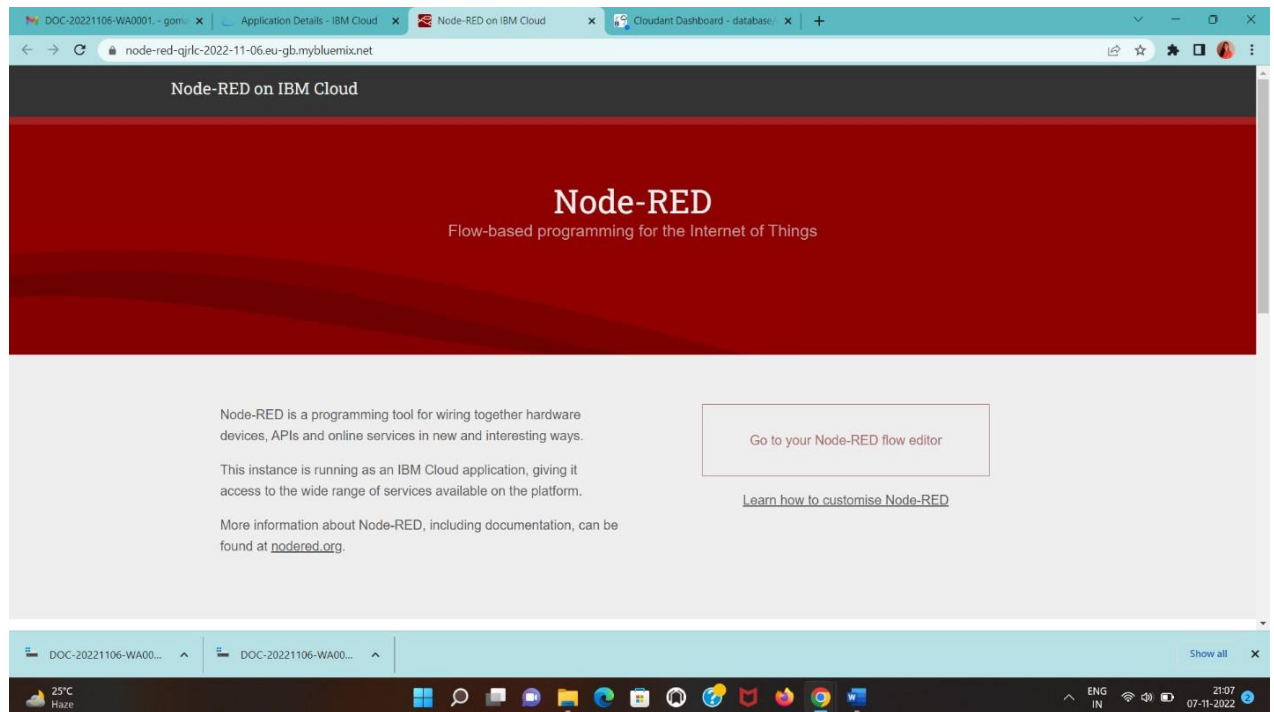 DOC-20221106-WA0001. - gom
Application Details - IBM Cloud
Node-RED on IBM Cloud
Cloudant Dashboard - database/
node-red-qjrlc-2022-11-06.eu-gb.mybluemix.net
Node-RED on IBM Cloud
Node-RED
Flow-based programming for the Internet of Things
Node-RED is a programming tool for wiring together hardware
devices, APIs and online services in new and interesting ways.
This instance is running as an IBM Cloud application, giving it
access to the wide range of services available on the platform.
More information about Node-RED, including documentation, can be
found at nodered.org.
Go to your Node-RED flow editor
Learn how to customise Node-RED
DOC-20221106-WA00...
DOC-20221106-WA00...
Show all
25°C
Haze
ENG
IN
21:07
07-11-2022
2